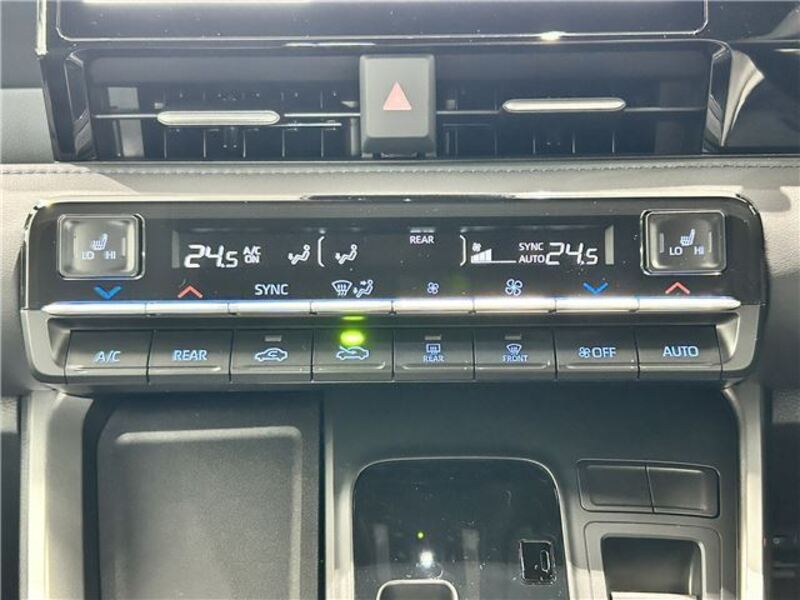 LO HI
24.5 A/C ON
REAR
SYNC AUTO 24.5
LO HI
SYNC
A/C
REAR
REAR
FRONT
OFF
AUTO